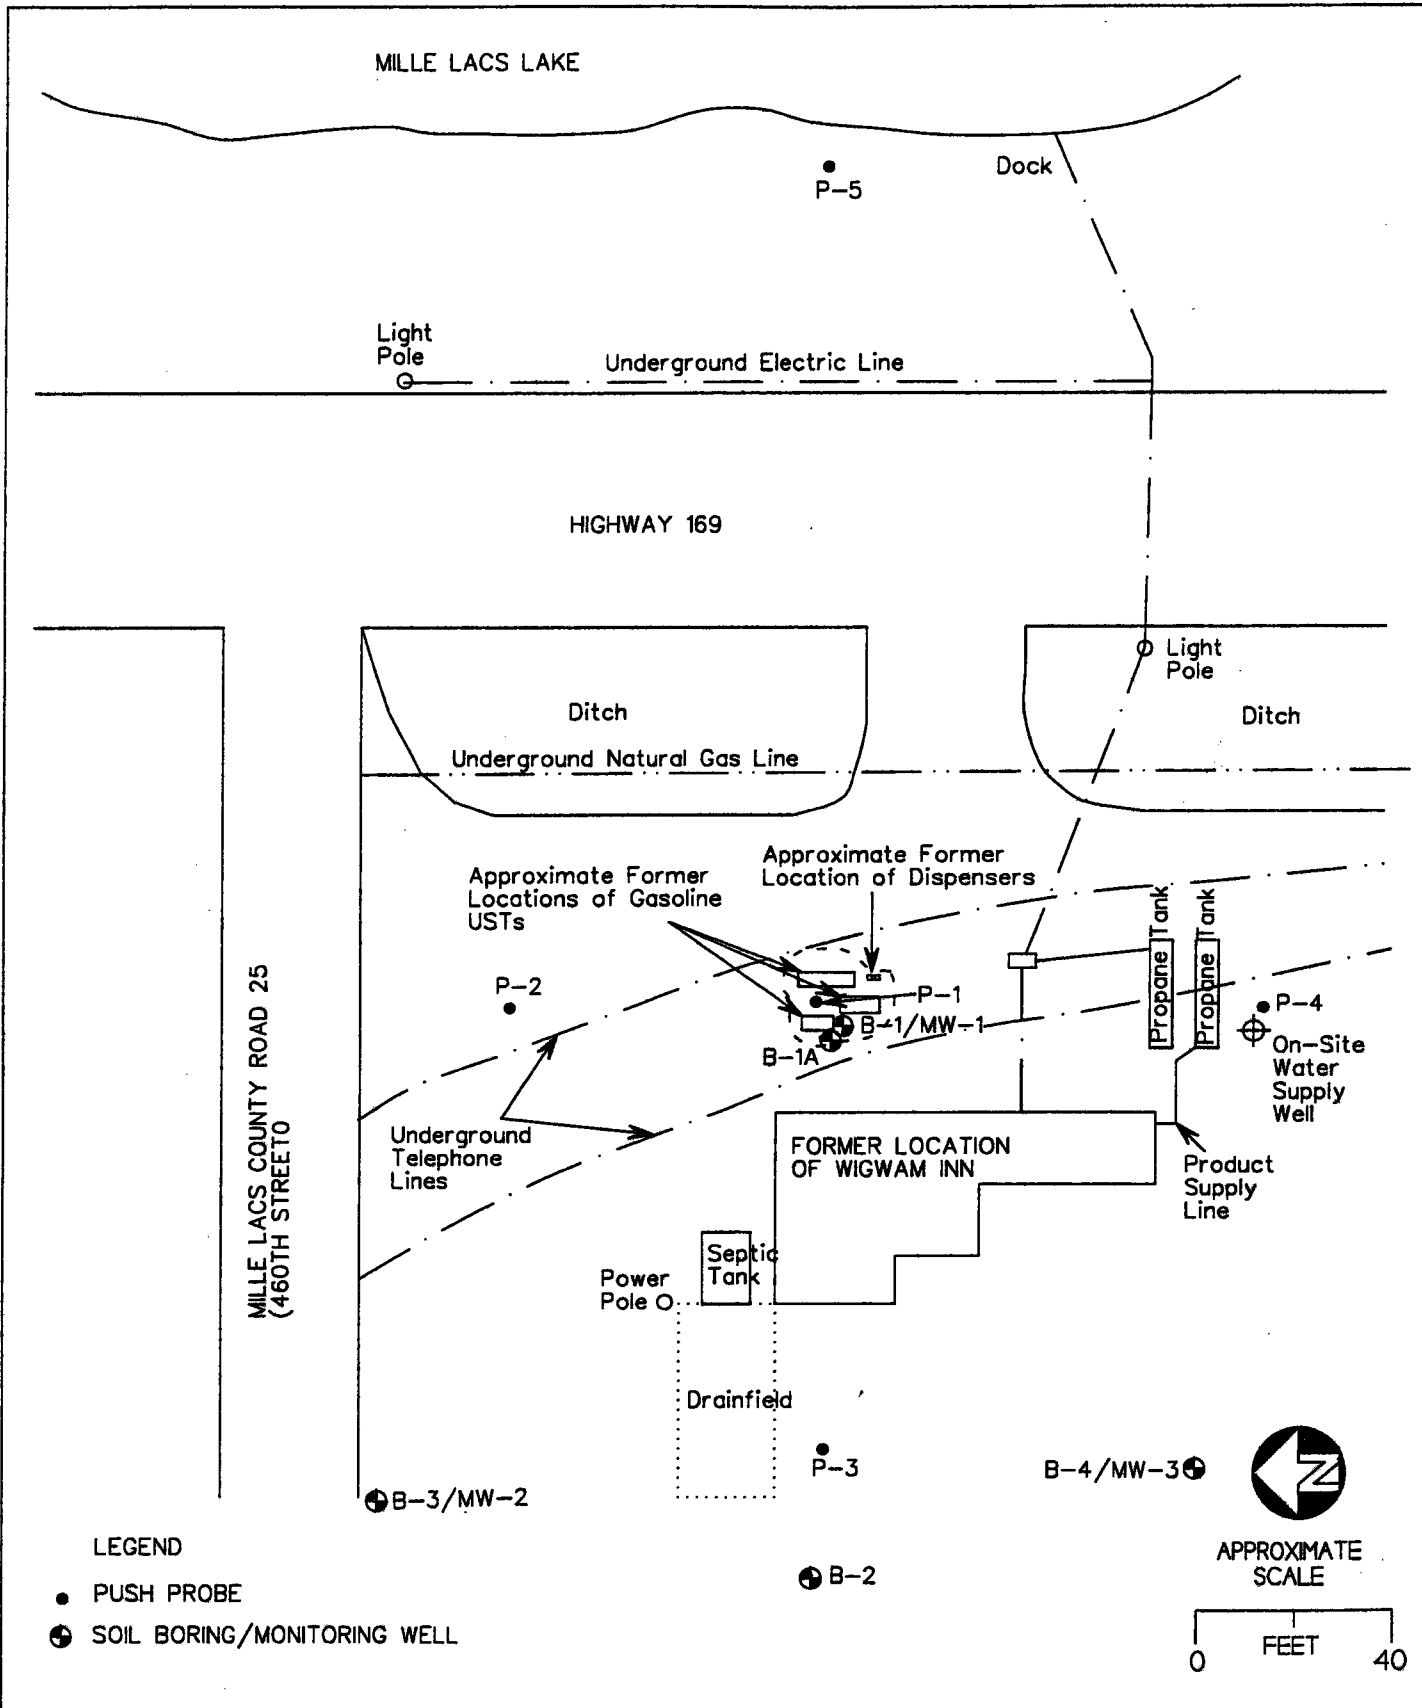 MILLE LACS LAKE
Dock
P-5
Light
Pole
Underground Electric Line
HIGHWAY 169
Light
Pole
Ditch
Ditch
Underground Natural Gas Line
Approximate Former
Location of Dispensers
Approximate Former
Locations of Gasoline
USTs
Propane Tank
Propane Tank
P-2
P-1
P-4
B-1/MW-1
B-1A
On-Site
Water
Supply
Well
MILLE LACS COUNTY ROAD 25
(460TH STREETO
Underground
Telephone
Lines
FORMER LOCATION
OF WIGWAM INN
Product
Supply
Line
Septic
Tank
Power
Pole
Drainfield
P-3
B-4/MW-3
N
B-3/MW-2
B-2
LEGEND
PUSH PROBE
SOIL BORING/MONITORING WELL
APPROXIMATE
SCALE
FEET
0 40